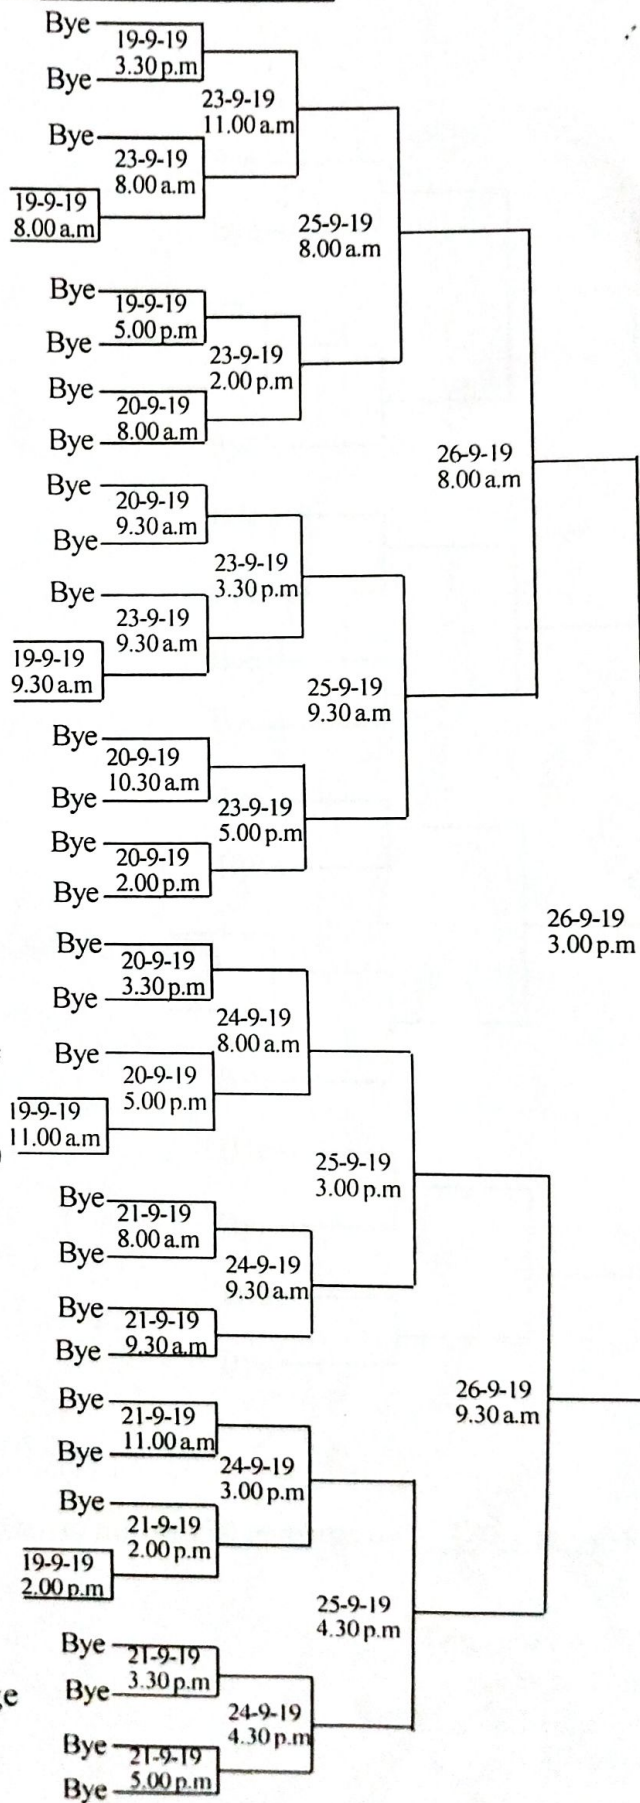 Bye
19-9-19
3.30 p.m
Bye
23-9-19
11.00 a.m
Bye
23-9-19
8.00 a.m
19-9-19
8.00 a.m
25-9-19
8.00 a.m
Bye
19-9-19
5.00 p.m
Bye
23-9-19
2.00 p.m
Bye
20-9-19
8.00 a.m
Bye
26-9-19
8.00 a.m
Bye
20-9-19
9.30 a.m
Bye
23-9-19
3.30 p.m
Bye
23-9-19
9.30 a.m
19-9-19
9.30 a.m
25-9-19
9.30 a.m
Bye
20-9-19
10.30 a.m
Bye
23-9-19
5.00 p.m
Bye
20-9-19
2.00 p.m
Bye
26-9-19
3.00 p.m
Bye
20-9-19
3.30 p.m
Bye
24-9-19
8.00 a.m
Bye
20-9-19
5.00 p.m
19-9-19
11.00 a.m
25-9-19
3.00 p.m
Bye
21-9-19
8.00 a.m
Bye
24-9-19
9.30 a.m
Bye
21-9-19
9.30 a.m
Bye
26-9-19
9.30 a.m
Bye
21-9-19
11.00 a.m
Bye
24-9-19
3.00 p.m
Bye
21-9-19
2.00 p.m
19-9-19
2.00 p.m
25-9-19
4.30 p.m
Bye
21-9-19
3.30 p.m
Bye
24-9-19
4.30 p.m
Bye
21-9-19
5.00 p.m
Bye